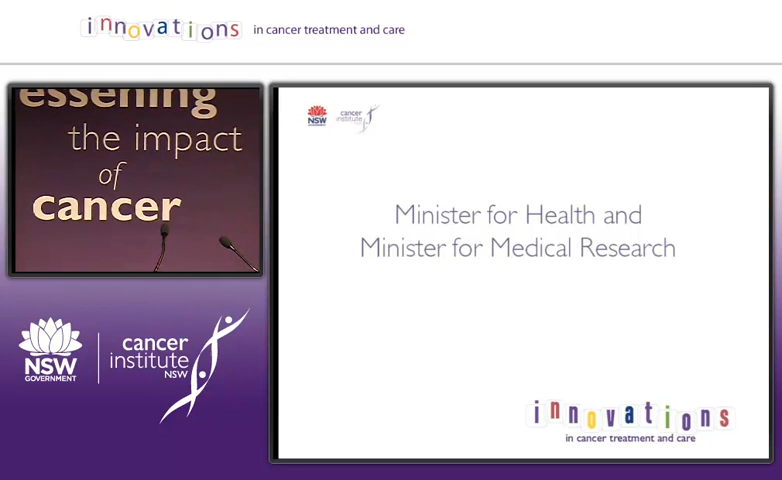 innovations in cancer treatment and care
essening
the impact
of
cancer
NSW
GOVERNMENT
cancer
institute
NSW
NSW
GOVERNMENT
cancer
institute
Minister for Health and
Minister for Medical Research
innovations
in cancer treatment and care